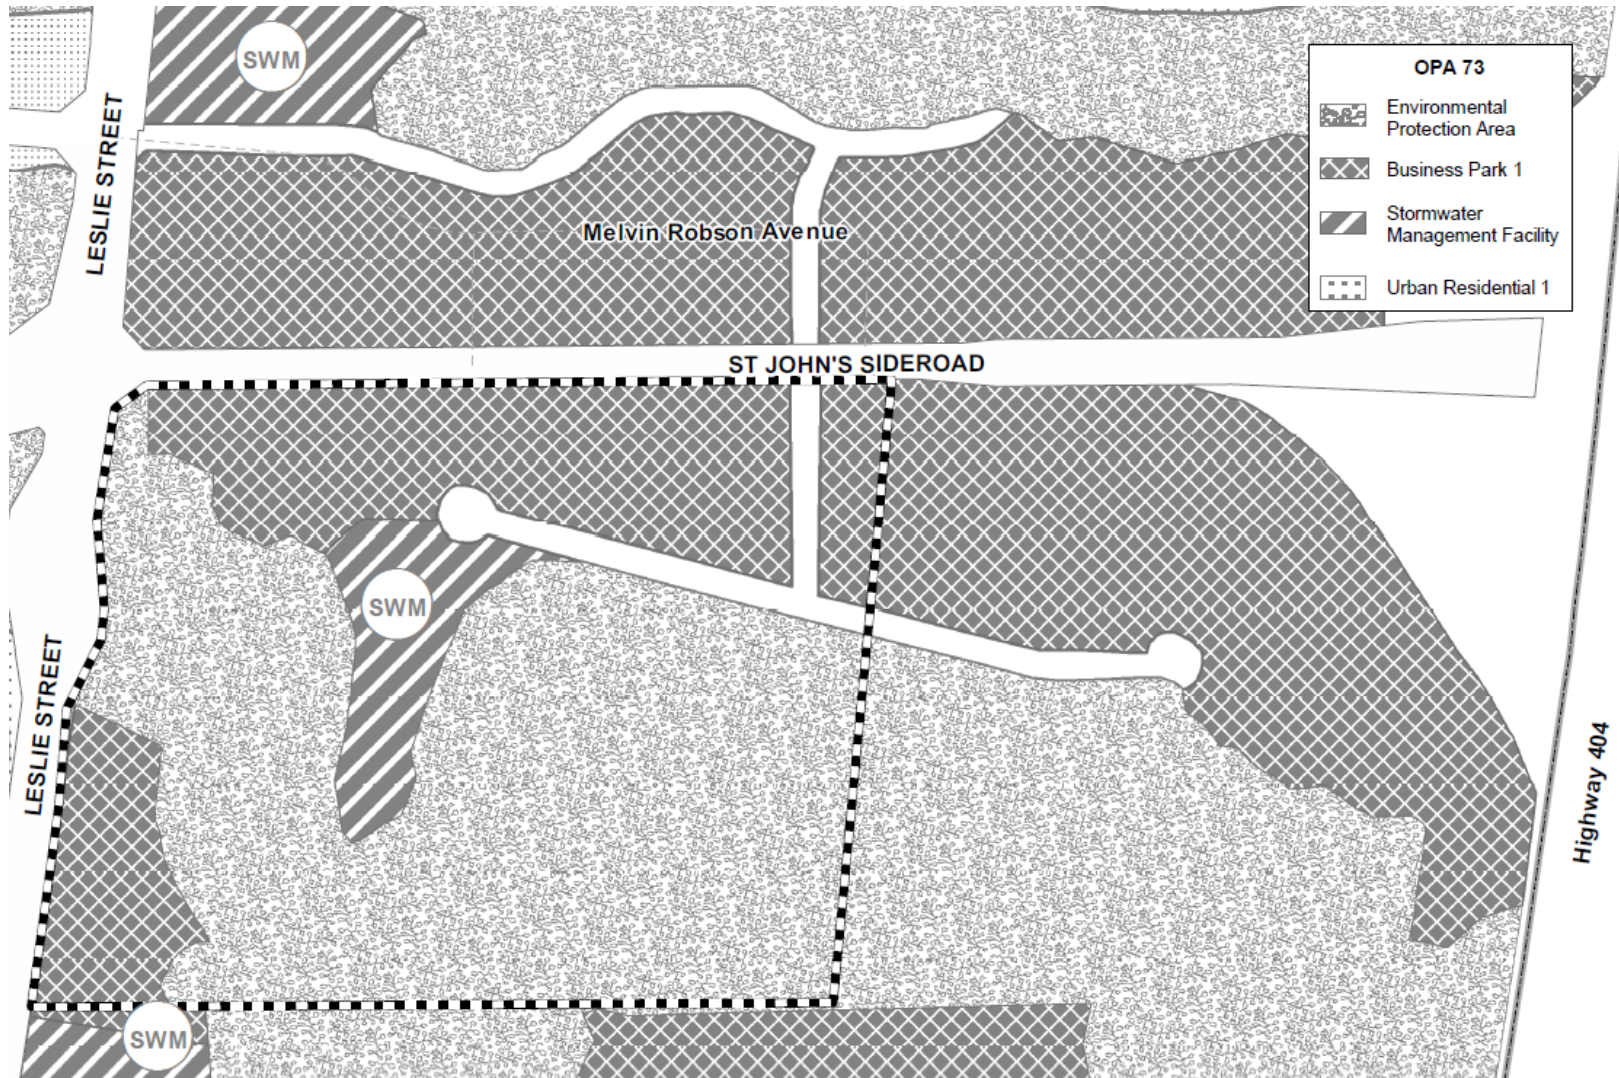 SWM
OPA 73
Environmental
Protection Area
Business Park 1
Stormwater
Management Facility
Urban Residential 1
LESLIE STREET
Melvin Robson Avenue
ST JOHN'S SIDEROAD
SWM
LESLIE STREET
Highway 404
SWM